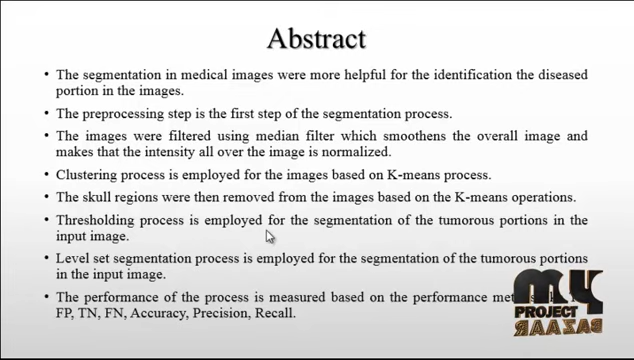 Abstract
• The segmentation in medical images were more helpful for the identification the diseased
portion in the images.
• The preprocessing step is the first step of the segmentation process.
• The images were filtered using median filter which smoothens the overall image and
makes that the intensity all over the image is normalized.
• Clustering process is employed for the images based on K-means process.
• The skull regions were then removed from the images based on the K-means operations.
• Thresholding process is employed for the segmentation of the tumorous portions in the
input image.
• Level set segmentation process is employed for the segmentation of the tumorous portions
in the input image.
• The performance of the process is measured based on the performance
FP, TN, FN, Accuracy, Precision, Recall.
my
PROJECT
BAZAAR